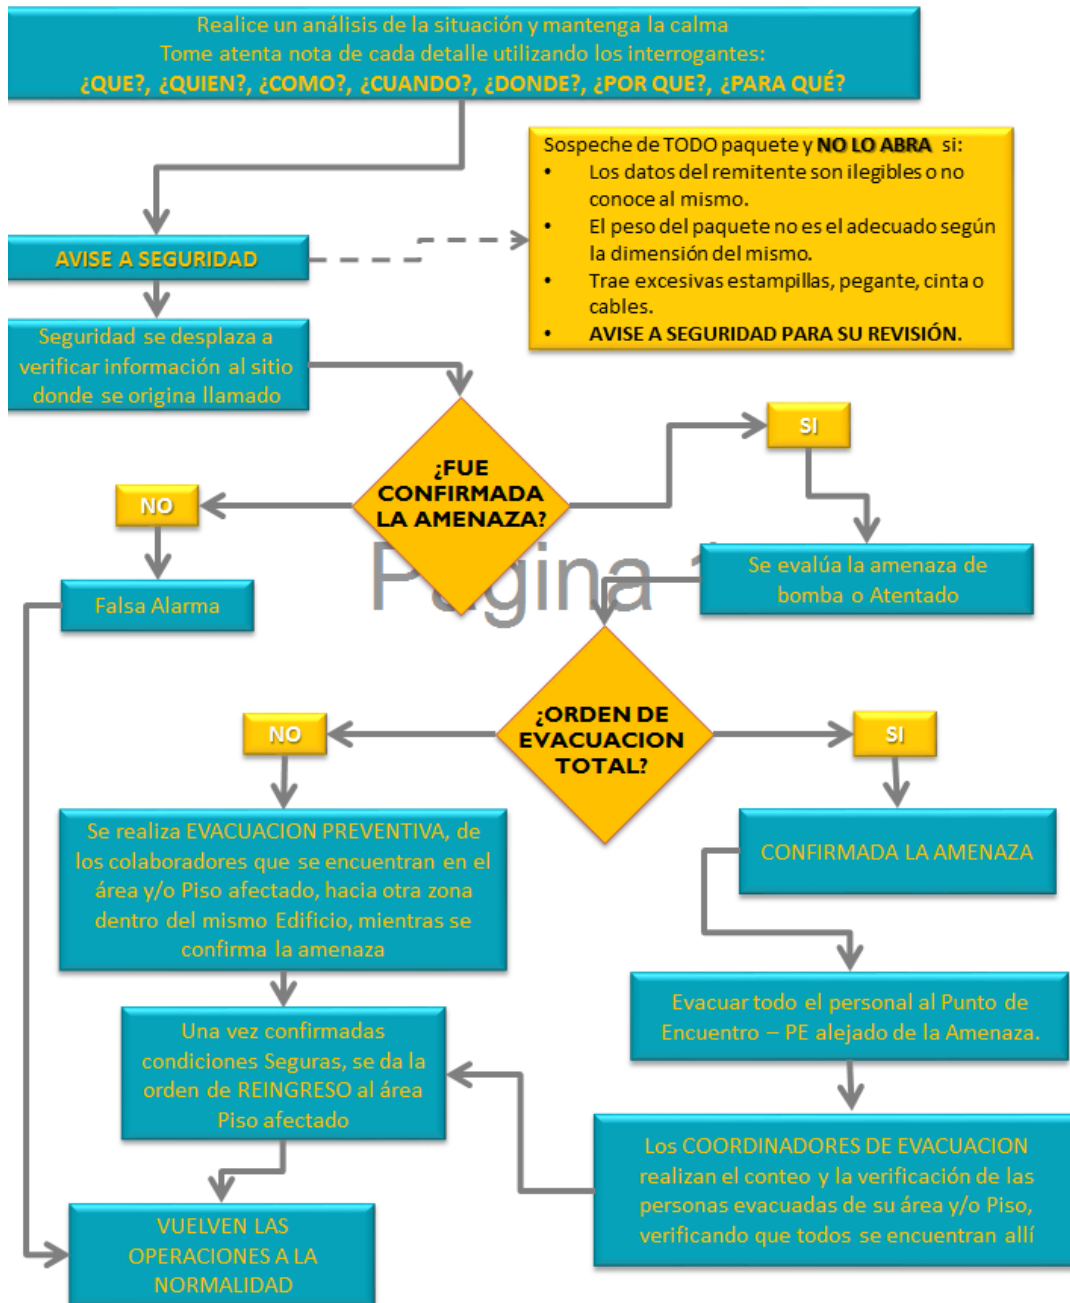 Realice un análisis de la situación y mantenga la calma
Tome atenta nota de cada detalle utilizando los interrogantes:
¿QUE?, ¿QUIEN?, ¿COMO?, ¿CUANDO?, ¿DONDE?, ¿POR QUE?, ¿PARA QUÉ?
Sospeche de TODO paquete y NO LO ABRA si:
• Los datos del remitente son ilegibles o no
conoce al mismo.
• El peso del paquete no es el adecuado según
la dimensión del mismo.
• Trae excesivas estampillas, pegante, cinta o
cables.
• AVISE A SEGURIDAD PARA SU REVISIÓN.
AVISE A SEGURIDAD
Seguridad se desplaza a
verificar información al sitio
donde se origina llamado
¿FUE
CONFIRMADA
LA AMENAZA?
SI
NO
Página 1
Se evalúa la amenaza de
bomba o Atentado
Falsa Alarma
¿ORDEN DE
EVACUACION
TOTAL?
NO
SI
Se realiza EVACUACION PREVENTIVA, de
los colaboradores que se encuentran en el
área y/o Piso afectado, hacia otra zona
dentro del mismo Edificio, mientras se
confirma la amenaza
CONFIRMADA LA AMENAZA
Evacuar todo el personal al Punto de
Encuentro – PE alejado de la Amenaza.
Una vez confirmadas
condiciones Seguras, se da la
orden de REINGRESO al área
Piso afectado
Los COORDINADORES DE EVACUACION
realizan el conteo y la verificación de las
personas evacuadas de su área y/o Piso,
verificando que todos se encuentran allí
VUELVEN LAS
OPERACIONES A LA
NORMALIDAD